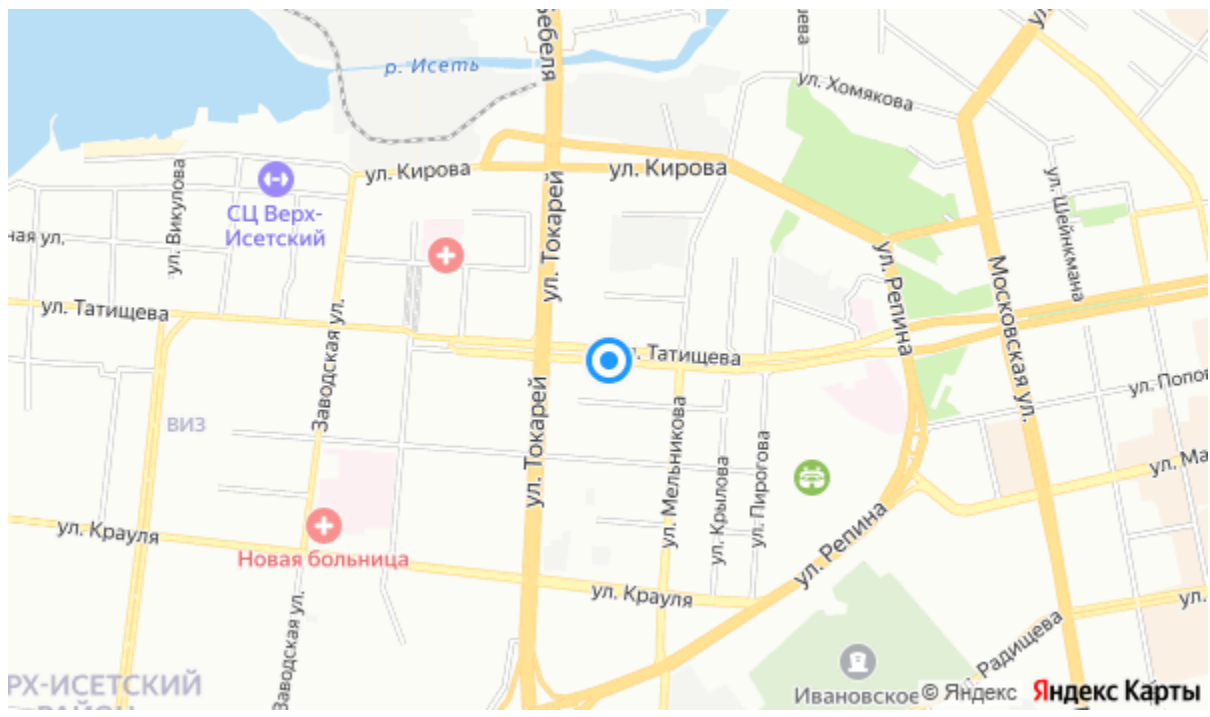 р. Исеть
ул. Хомякова
ул. Кирова
ул. Кирова
ул. Викулова
СЦ Верх-
Исетский
ул. Токарей
ул. Шейнкмана
ул. Репина
Московская ул.
ул. Татищева
Заводская ул.
Татищева
ул. Токарей
ул. Попов
ВИЗ
ул. Мельникова
ул. Крылова
ул. Пирогова
ул. Ма
ул. Крауля
Новая больница
ул. Репина
ул. Крауля
Заводская ул.
ул.
Радищева
Ивановское
© Яндекс
Яндекс Карты